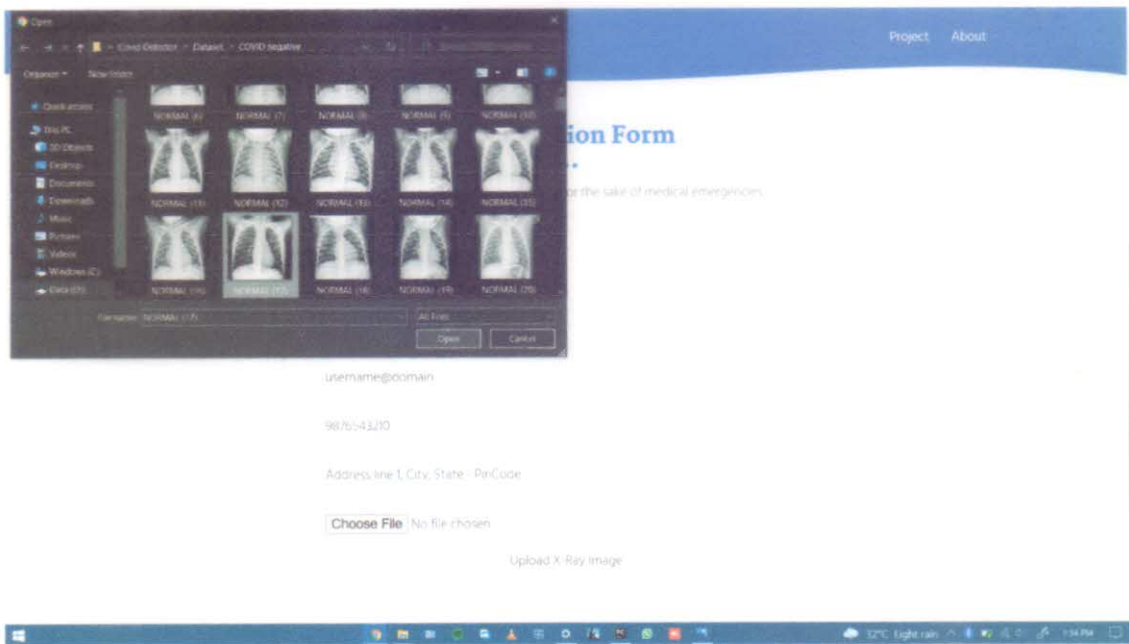 Open
Covid Detector > Dataset > COVID negative
Project About
Organize New folder
Quick access
This PC
3D Objects
Desktop
Documents
Downloads
Music
Pictures
Videos
Windows (C:)
Data (D:)
NORMAL (6) NORMAL (7) NORMAL (8) NORMAL (9) NORMAL (10)
NORMAL (11) NORMAL (12) NORMAL (13) NORMAL (14) NORMAL (15)
NORMAL (16) NORMAL (17) NORMAL (18) NORMAL (19) NORMAL (20)
File name: NORMAL (17) All Files
Open Cancel
ion Form
or the sake of medical emergencies.
username@domain
9876543210
Address line 1, City, State - PinCode
Choose File No file chosen
Upload X-Ray Image
32°C Light rain 1:14 PM